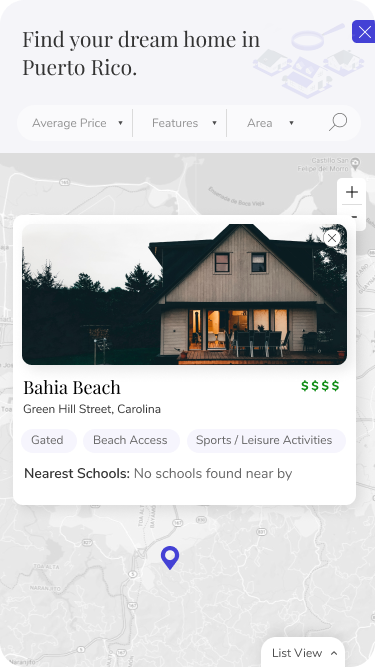 Find your dream home in
Puerto Rico.
Average Price
Features
Area
Castillo San
Felipe del Morro
+
-
Bahia Beach
$$$$
Green Hill Street, Carolina
Gated
Beach Access
Sports / Leisure Activities
Nearest Schools: No schools found near by
List View